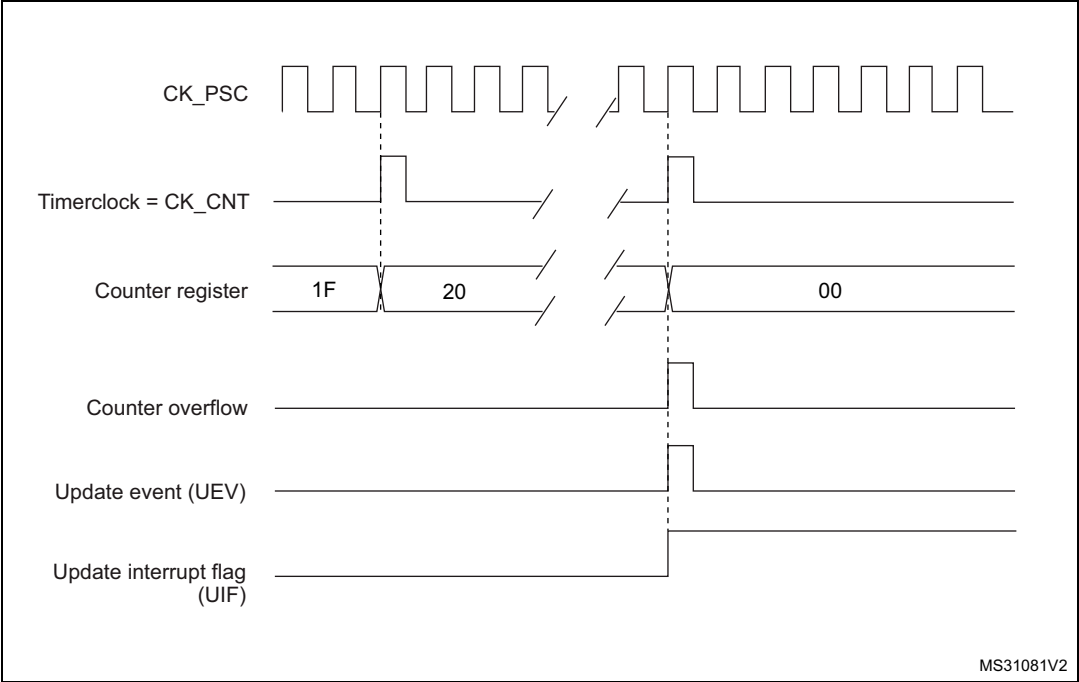 CK_PSC
Timerclock = CK_CNT
Counter register
1F
20
00
Counter overflow
Update event (UEV)
Update interrupt flag
(UIF)
MS31081V2